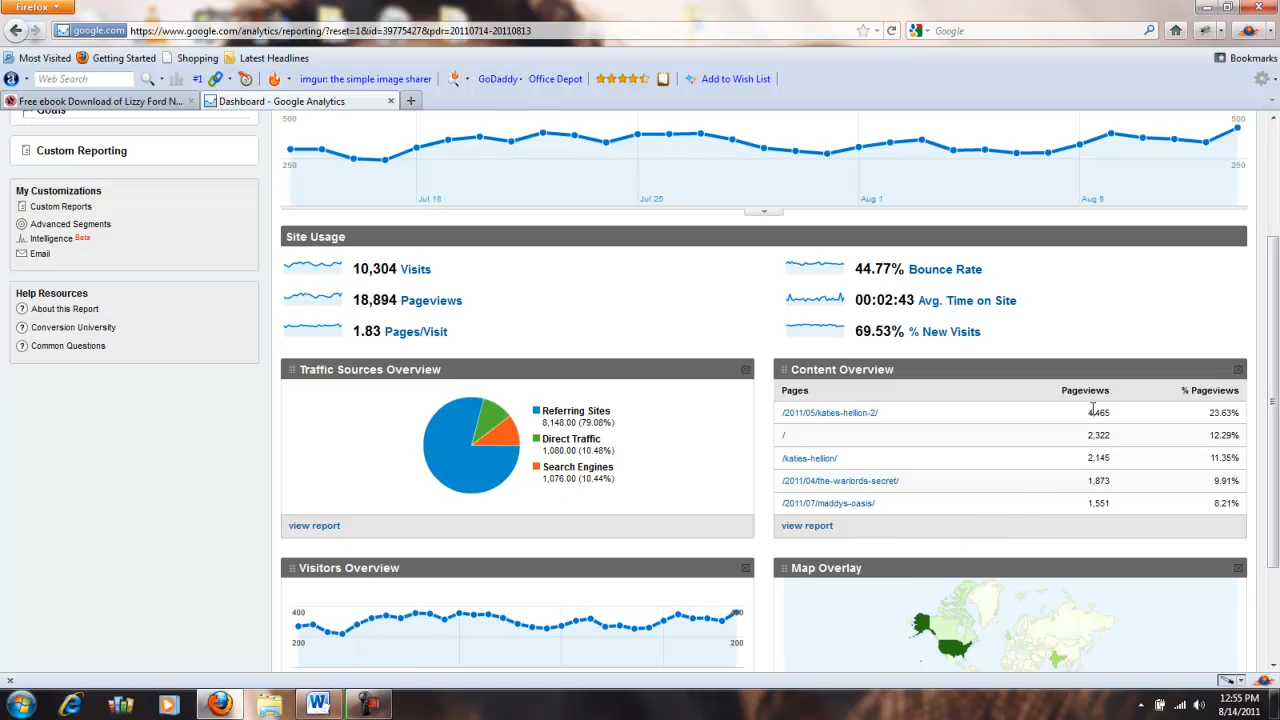 Firefox
google.com https://www.google.com/analytics/reporting/?reset=1&id=39775427&pdr=20110714-20110813
Google
Most Visited Getting Started Shopping Latest Headlines
Bookmarks
a Web Search #1 imgur: the simple image sharer GoDaddy Office Depot Add to Wish List
Free ebook Download of Lizzy Ford N... Dashboard - Google Analytics
Goals
Custom Reporting
My Customizations
Custom Reports
Advanced Segments
Intelligence Beta
Email
Help Resources
About this Report
Conversion University
Common Questions
500 500
250 250
Jul 18 Jul 25 Aug 1 Aug 8
Site Usage
10,304 Visits
44.77% Bounce Rate
18,894 Pageviews
00:02:43 Avg. Time on Site
1.83 Pages/Visit
69.53% % New Visits
Traffic Sources Overview
Referring Sites
8,148.00 (79.08%)
Direct Traffic
1,080.00 (10.48%)
Search Engines
1,076.00 (10.44%)
view report
Content Overview
Pages Pageviews % Pageviews
/2011/05/katies-hellion-2/ 4,465 23.63%
/ 2,322 12.29%
/katies-hellion/ 2,145 11.35%
/2011/04/the-warlords-secret/ 1,873 9.91%
/2011/07/maddys-oasis/ 1,551 8.21%
view report
Visitors Overview
400 400
200 200
Map Overlay
12:55 PM
8/14/2011